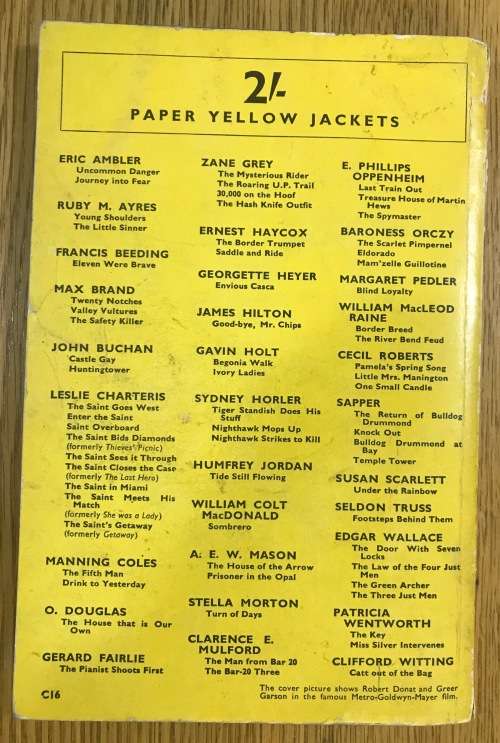 2/-
PAPER YELLOW JACKETS
ERIC AMBLER
Uncommon Danger
Journey into Fear
RUBY M. AYRES
Young Shoulders
The Little Sinner
FRANCIS BEEDING
Eleven Were Brave
MAX BRAND
Twenty Notches
Valley Vultures
The Safety Killer
JOHN BUCHAN
Castle Gay
Huntingtower
LESLIE CHARTERIS
The Saint Goes West
Enter the Saint
Saint Overboard
The Saint Bids Diamonds
(formerly Thieves' Picnic)
The Saint Sees it Through
The Saint Closes the Case
(formerly The Last Hero)
The Saint in Miami
The Saint Meets His
Match
(formerly She was a Lady)
The Saint's Getaway
(formerly Getaway)
MANNING COLES
The Fifth Man
Drink to Yesterday
O. DOUGLAS
The House that is Our
Own
GERARD FAIRLIE
The Pianist Shoots First
ZANE GREY
The Mysterious Rider
The Roaring U.P. Trail
30,000 on the Hoof
The Hash Knife Outfit
ERNEST HAYCOX
The Border Trumpet
Saddle and Ride
GEORGETTE HEYER
Envious Casca
JAMES HILTON
Good-bye, Mr. Chips
GAVIN HOLT
Begonia Walk
Ivory Ladies
SYDNEY HORLER
Tiger Standish Does His
Stuff
Nighthawk Mops Up
Nighthawk Strikes to Kill
HUMFREY JORDAN
Tide Still Flowing
WILLIAM COLT
MacDONALD
Sombrero
A. E. W. MASON
The House of the Arrow
Prisoner in the Opal
STELLA MORTON
Turn of Days
CLARENCE E.
MULFORD
The Man from Bar 20
The Bar-20 Three
E. PHILLIPS
OPPENHEIM
Last Train Out
Treasure House of Martin
Hews
The Spymaster
BARONESS ORCZY
The Scarlet Pimpernel
Eldorado
Mam'zelle Guillotine
MARGARET PEDLER
Blind Loyalty
WILLIAM MacLEOD
RAINE
Border Breed
The River Bend Feud
CECIL ROBERTS
Pamela's Spring Song
Little Mrs. Manington
One Small Candle
SAPPER
The Return of Bulldog
Drummond
Knock Out
Bulldog Drummond at
Bay
Temple Tower
SUSAN SCARLETT
Under the Rainbow
SELDON TRUSS
Footsteps Behind Them
EDGAR WALLACE
The Door With Seven
Locks
The Law of the Four Just
Men
The Green Archer
The Three Just Men
PATRICIA
WENTWORTH
The Key
Miss Silver Intervenes
CLIFFORD WITTING
Catt out of the Bag
C16
The cover picture shows Robert Donat and Greer
Garson in the famous Metro-Goldwyn-Mayer film.